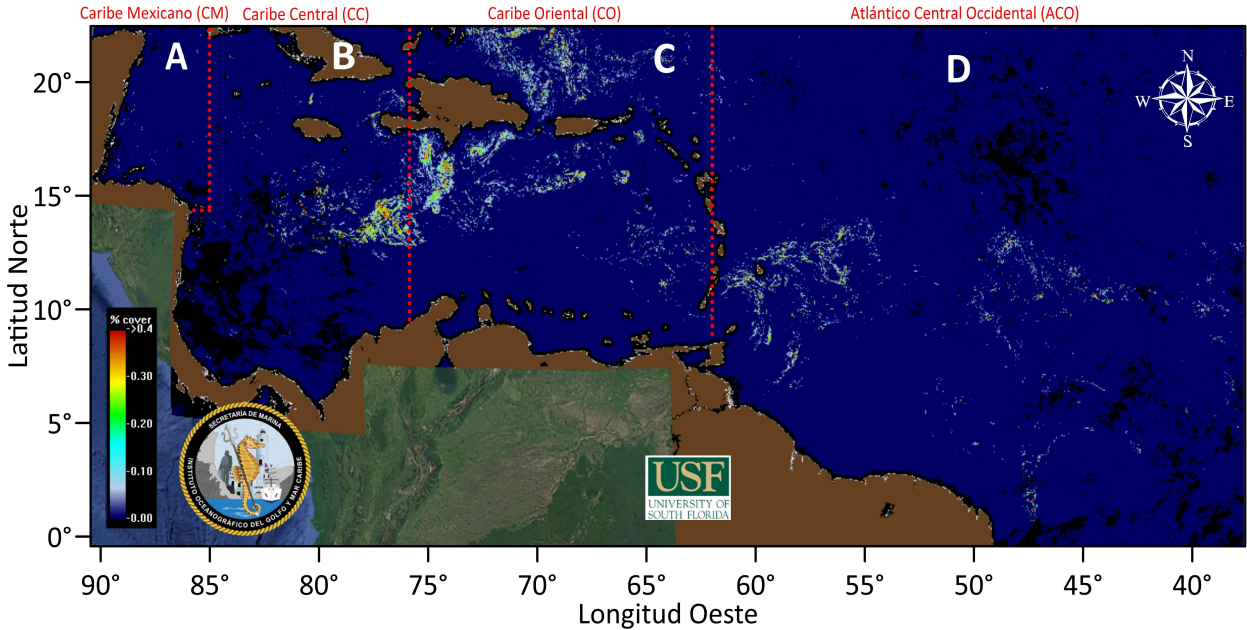 Caribe Mexicano (CM) Caribe Central (CC) Caribe Oriental (CO) Atlántico Central Occidental (ACO)
A B C D
N
W E
S
20°
15°
10°
5°
0°
Latitud Norte
% cover
->0.4
-0.30
-0.20
-0.10
-0.00
SECRETARÍA DE MARINA
INSTITUTO OCEANOGRÁFICO DEL GOLFO Y MAR CARIBE
USF
UNIVERSITY OF
SOUTH FLORIDA
90° 85° 80° 75° 70° 65° 60° 55° 50° 45° 40°
Longitud Oeste